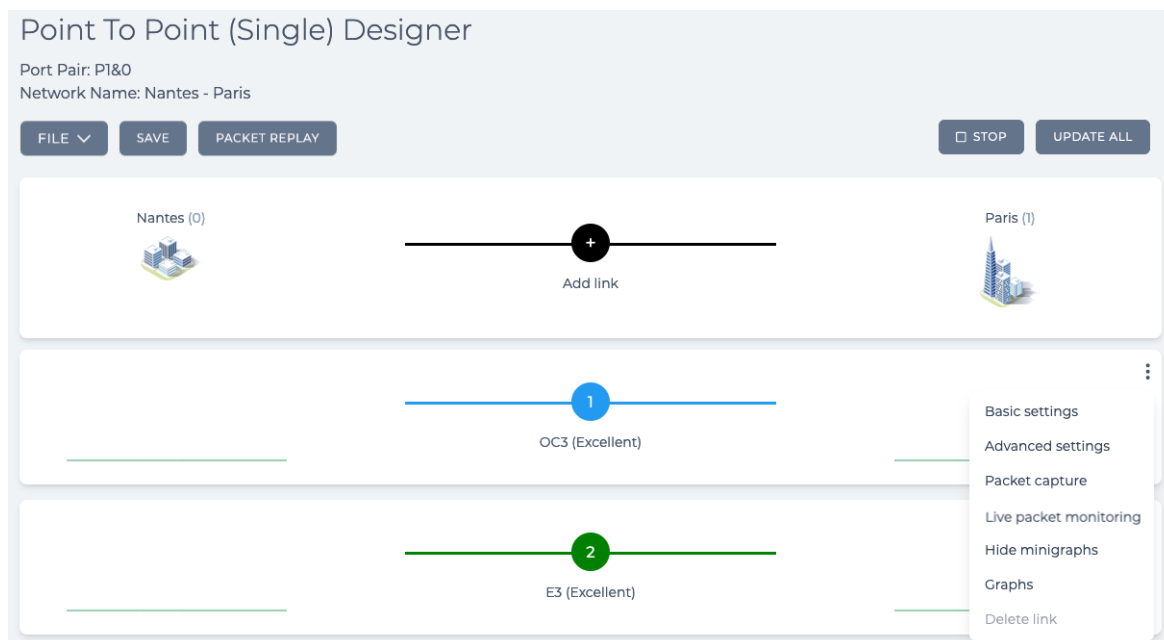 Point To Point (Single) Designer
Port Pair: P1&0
Network Name: Nantes - Paris
FILE SAVE PACKET REPLAY STOP UPDATE ALL
Nantes (0) Paris (1)
+
Add link
1
OC3 (Excellent)
Basic settings
Advanced settings
Packet capture
Live packet monitoring
Hide minigraphs
Graphs
Delete link
2
E3 (Excellent)